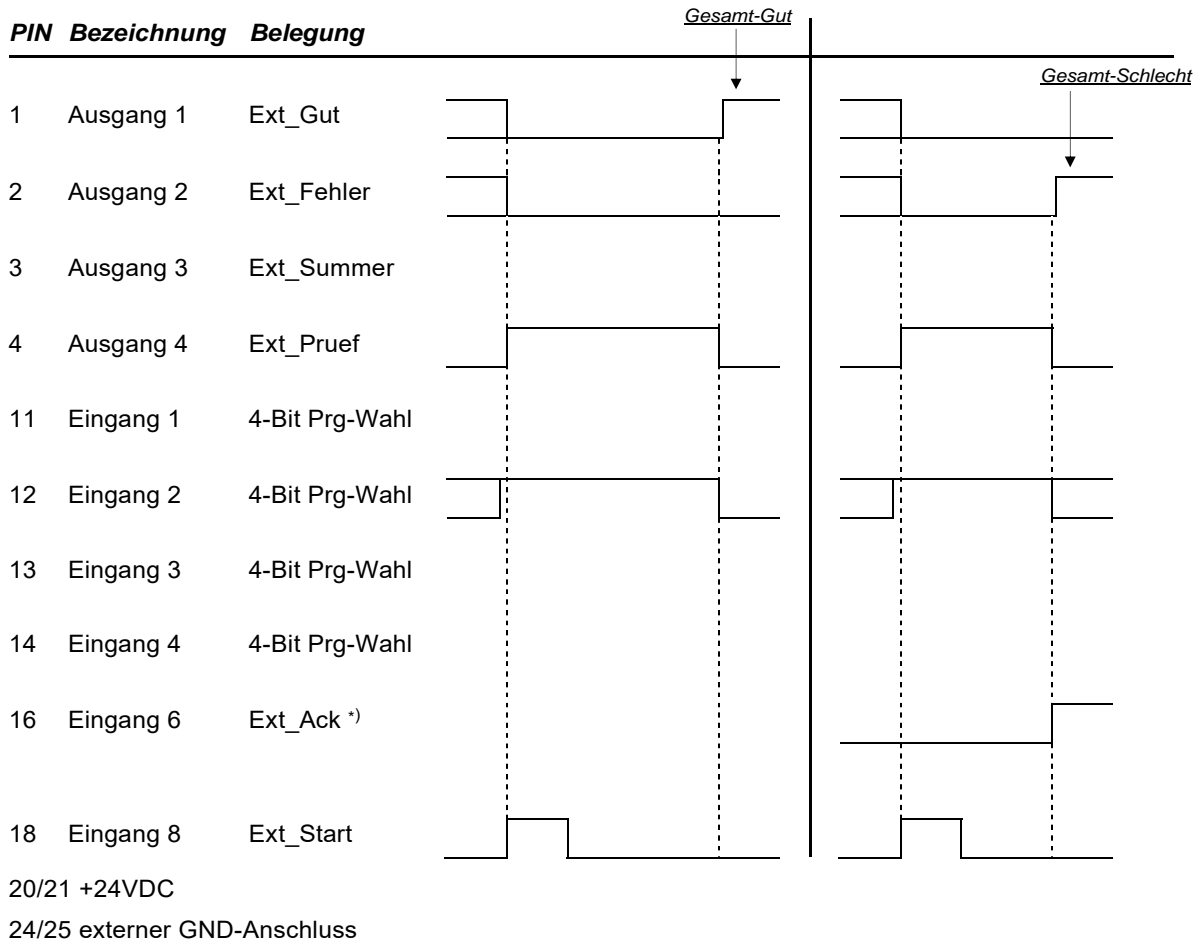 Gesamt-Gut
PIN Bezeichnung Belegung
Gesamt-Schlecht
1 Ausgang 1 Ext_Gut
2 Ausgang 2 Ext_Fehler
3 Ausgang 3 Ext_Summer
4 Ausgang 4 Ext_Pruef
11 Eingang 1 4-Bit Prg-Wahl
12 Eingang 2 4-Bit Prg-Wahl
13 Eingang 3 4-Bit Prg-Wahl
14 Eingang 4 4-Bit Prg-Wahl
16 Eingang 6 Ext_Ack *)
18 Eingang 8 Ext_Start
20/21 +24VDC
24/25 externer GND-Anschluss